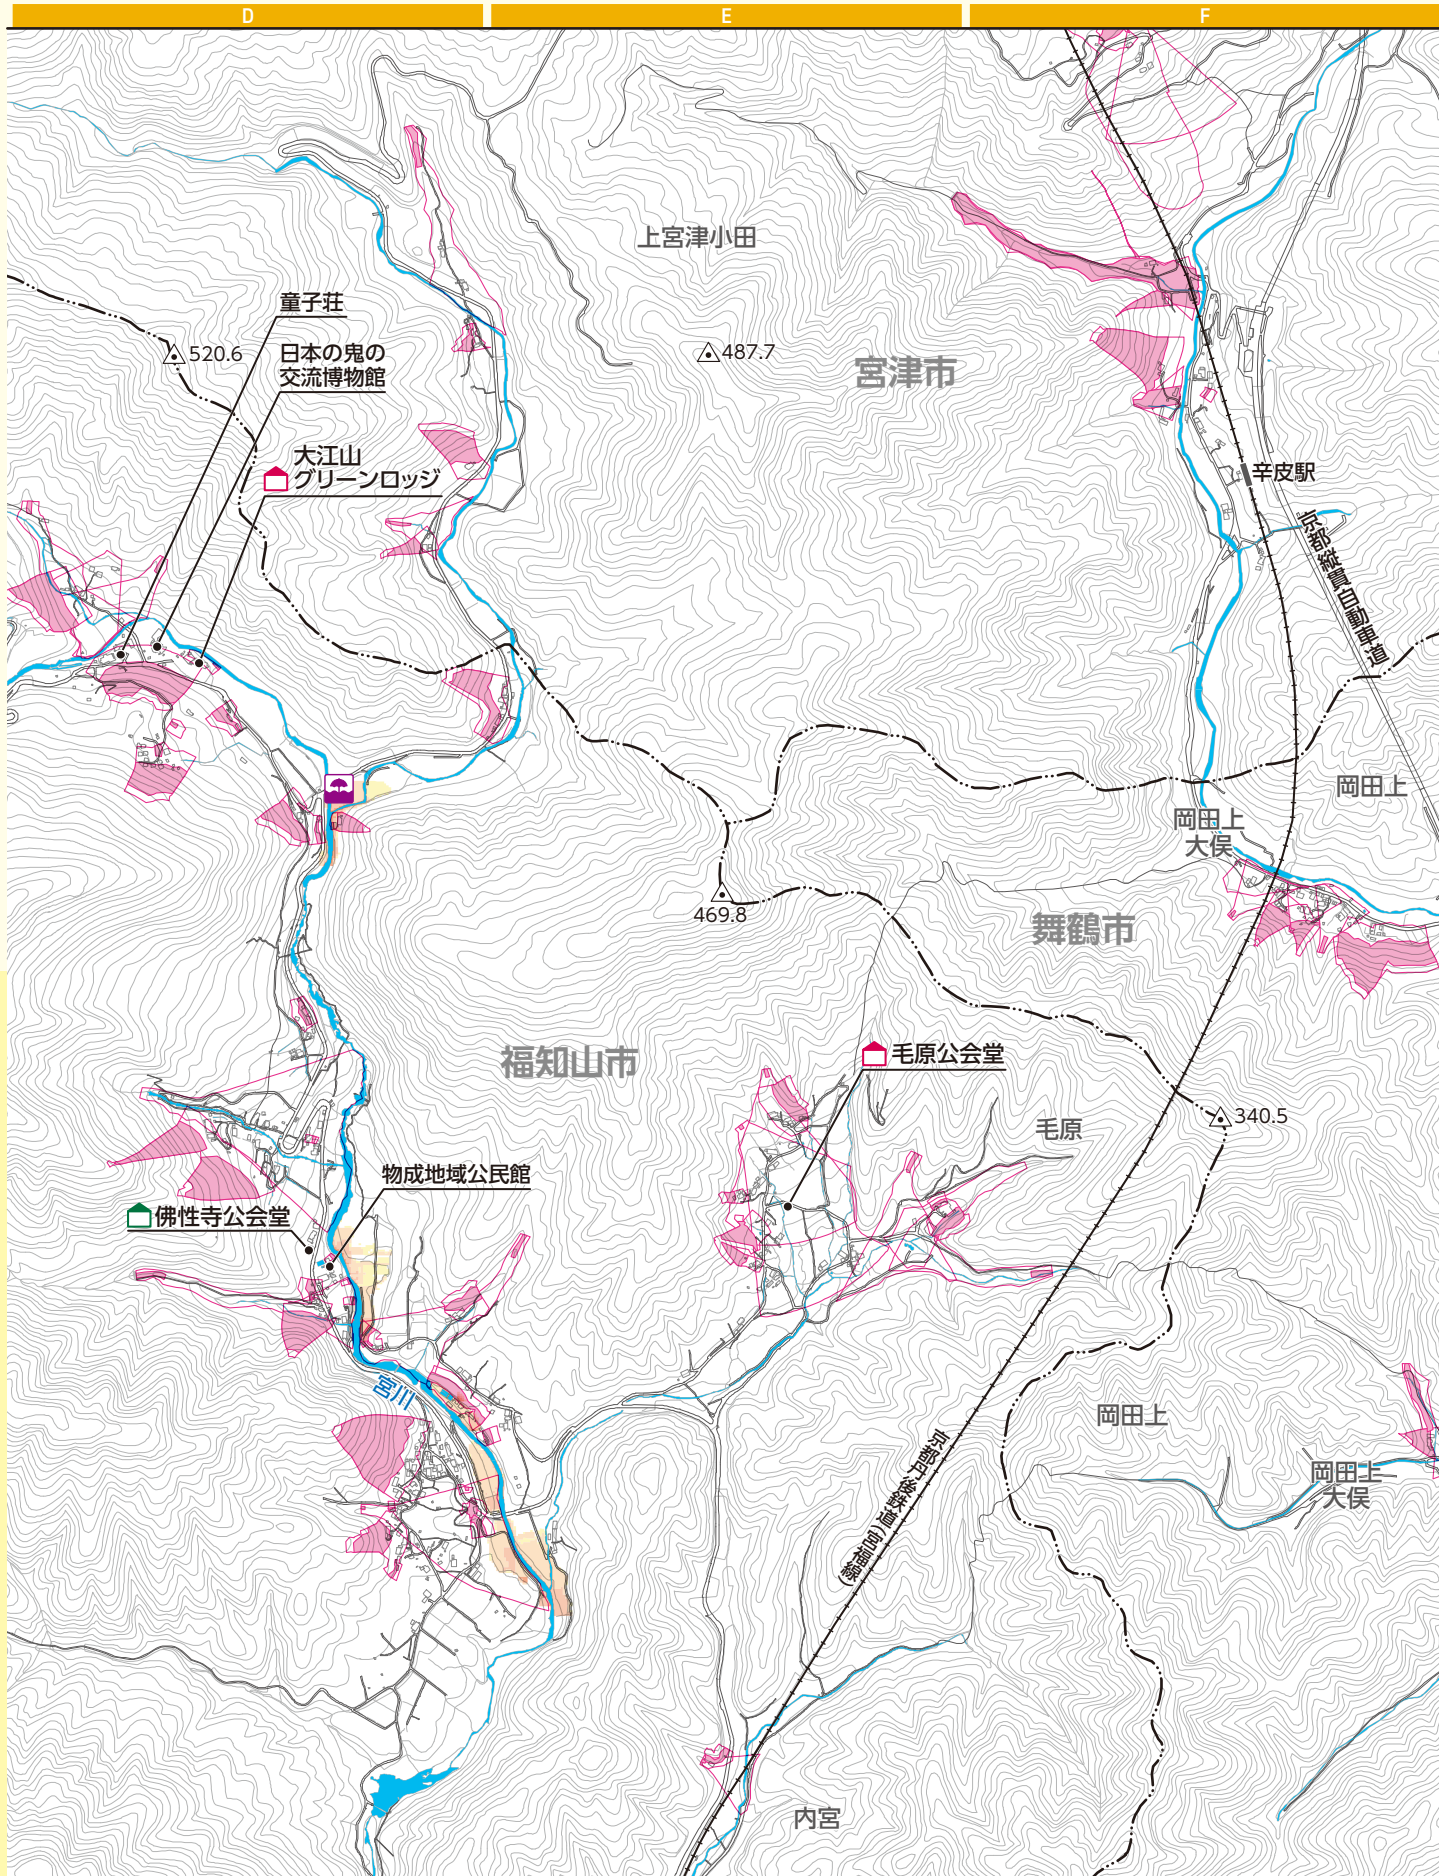 D
E
F
上宮津小田
童子荘
520.6
日本の鬼の
交流博物館
487.7
宮津市
大江山
グリーンロッジ
辛皮駅
京都縦貫自動車道
岡田上
岡田上
大俣
469.8
舞鶴市
福知山市
毛原公会堂
毛原
340.5
物成地域公民館
佛性寺公会堂
宮川
岡田上
京都丹後鉄道(宮福線)
岡田上
大俣
内宮